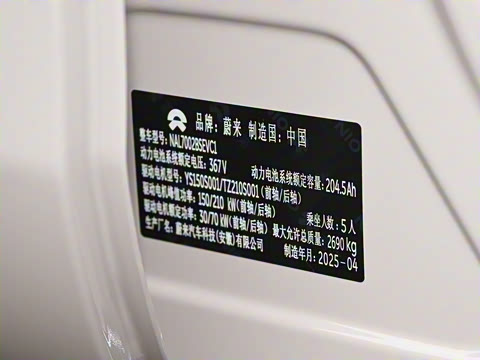 品牌：蔚来 制造国：中国
整车型号：NAL7002BSEVC1
动力电池系统额定电压：367V 动力电池系统额定容量：204.5Ah
驱动电机型号：YS150S001/TZ210S001（前轴/后轴）
驱动电机峰值功率：150/210 kW（前轴/后轴） 乘坐人数：5人
驱动电机额定功率：30/70 kW（前轴/后轴） 最大允许总质量：2690kg
生产厂名：蔚来汽车科技（安徽）有限公司 制造年月：2025-04